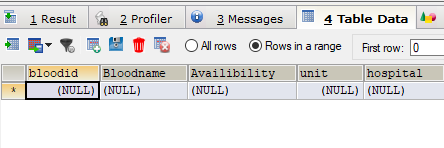 1 Result 2 Profiler 3 Messages 4 Table Data
All rows Rows in a range First row: 0
bloodid Bloodname Availibility unit hospital
* (NULL) (NULL) (NULL) (NULL) (NULL)